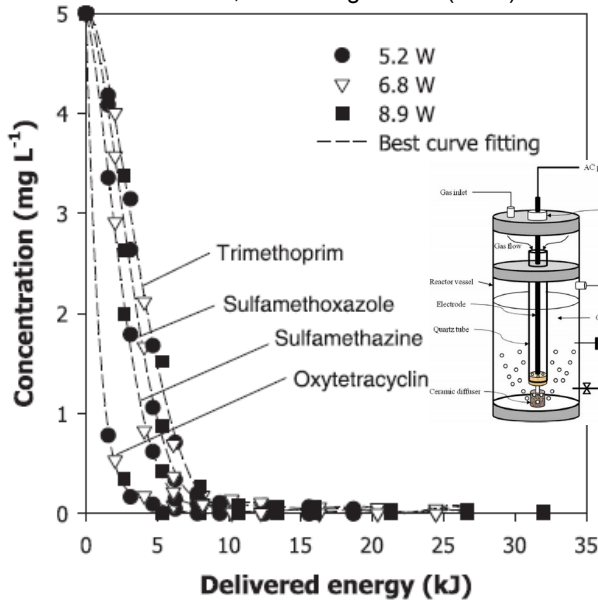 5
5.2 W
6.8 W
8.9 W
Best curve fitting
4
3
2
1
0
Concentration (mg L⁻¹)
Trimethoprim
Sulfamethoxazole
Sulfamethazine
Oxytetracyclin
AC
Gas inlet
Gas flow
Reactor vessel
Electrode
Quartz tube
Ceramic diffuser
0 5 10 15 20 25 30 35
Delivered energy (kJ)